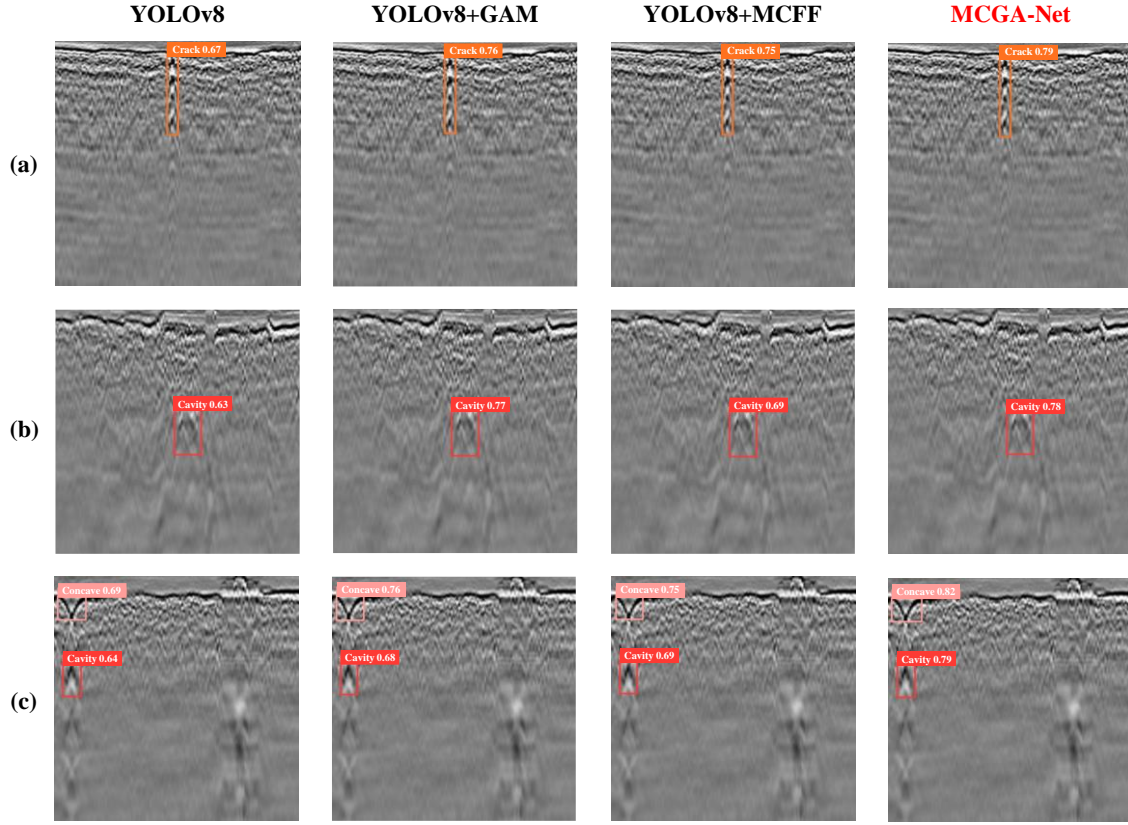 YOLOv8 YOLOv8+GAM YOLOv8+MCFF MCGA-Net
Crack 0.67 Crack 0.76 Crack 0.75 Crack 0.79
(a)
Cavity 0.63 Cavity 0.77 Cavity 0.69 Cavity 0.78
(b)
Concave 0.69 Concave 0.76 Concave 0.75 Concave 0.82
Cavity 0.64 Cavity 0.68 Cavity 0.69 Cavity 0.79
(c)